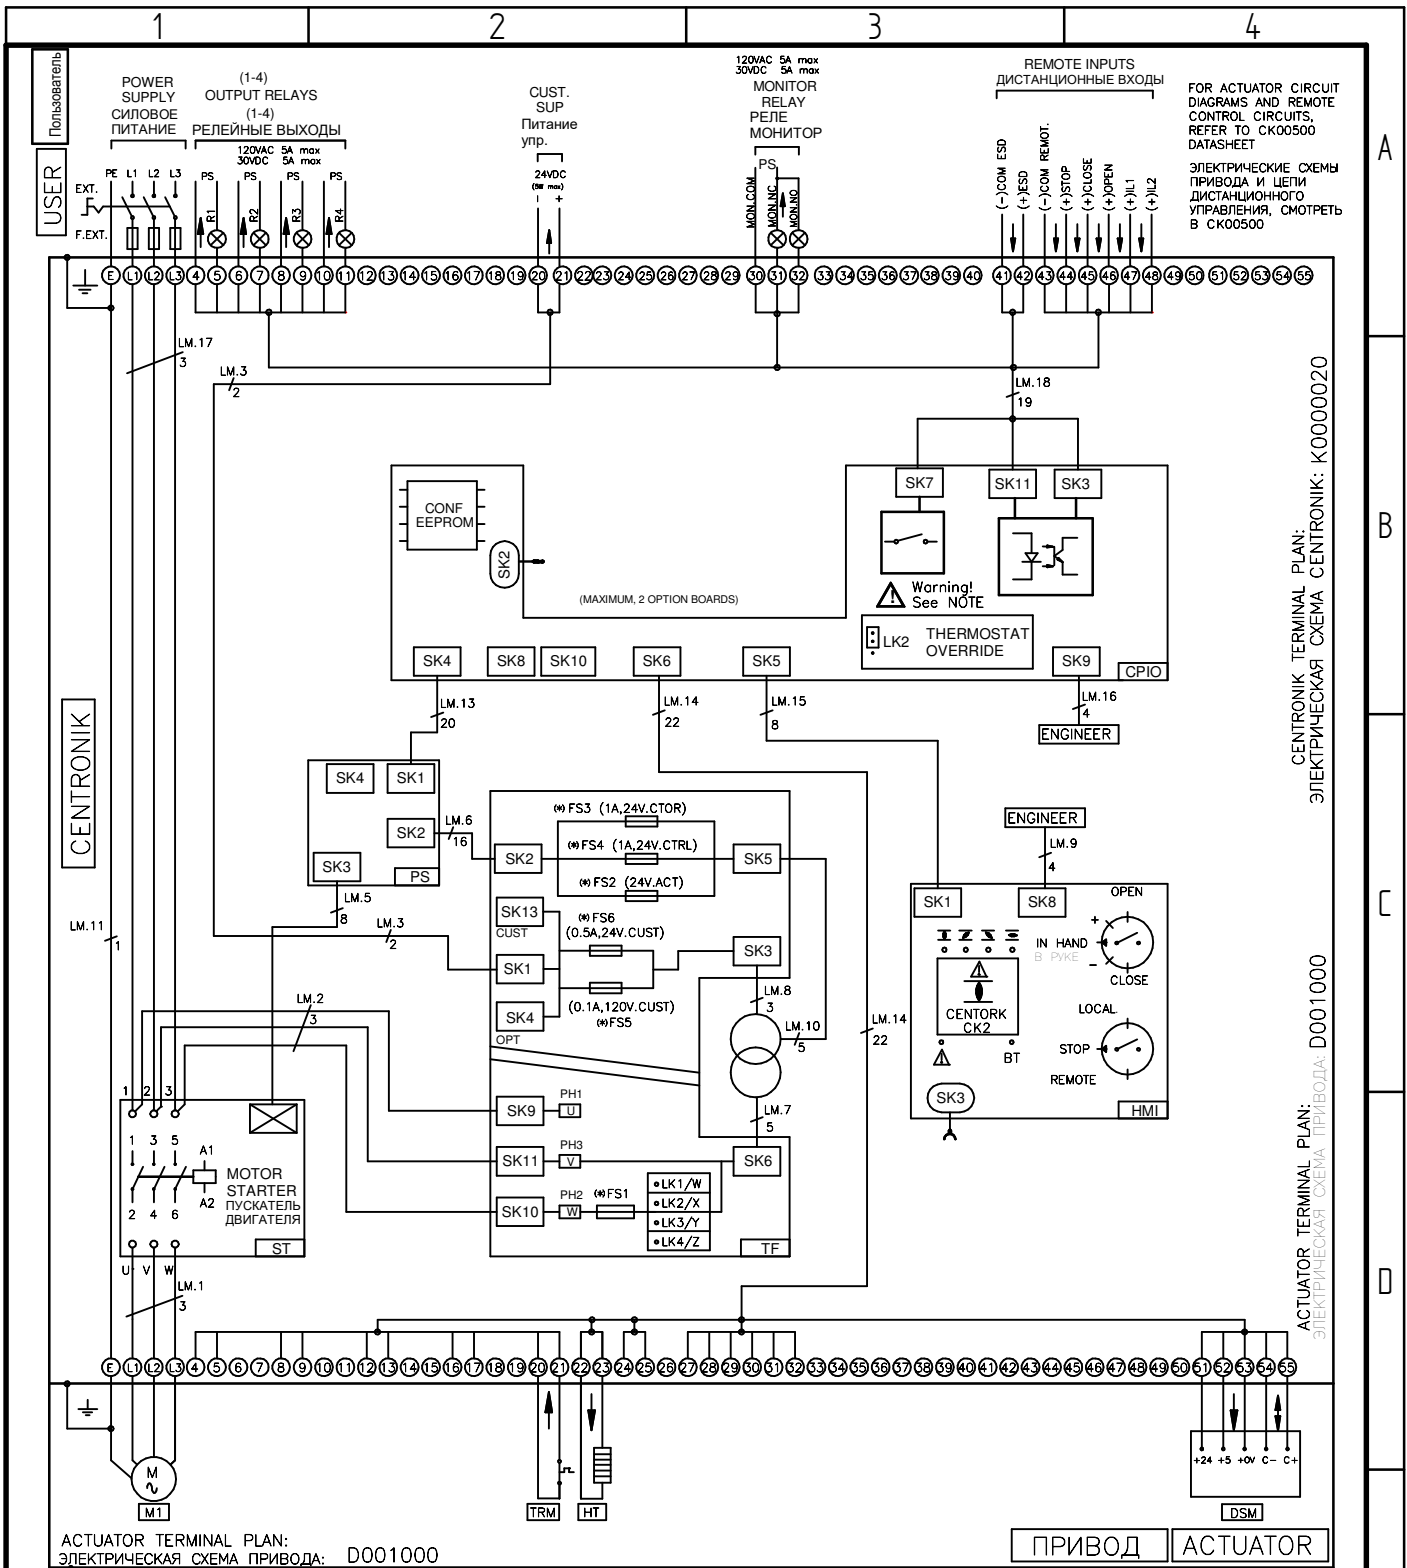 1 2 3 4
A
B
C
D
Пользователь
USER
POWER
SUPPLY
СИЛОВОЕ
ПИТАНИЕ
(1-4)
OUTPUT RELAYS
(1-4)
РЕЛЕЙНЫЕ ВЫХОДЫ
120VAC 5A max
30VDC 5A max
CUST.
SUP
Питание
упр.
24VDC
(5W max)
- +
120VAC 5A max
30VDC 5A max
MONITOR
RELAY
РЕЛЕ
МОНИТОР
REMOTE INPUTS
ДИСТАНЦИОННЫЕ ВХОДЫ
FOR ACTUATOR CIRCUIT
DIAGRAMS AND REMOTE
CONTROL CIRCUITS,
REFER TO CK00500
DATASHEET
ЭЛЕКТРИЧЕСКИЕ СХЕМЫ
ПРИВОДА И ЦЕПИ
ДИСТАНЦИОННОГО
УПРАВЛЕНИЯ, СМОТРЕТЬ
В CK00500
PE L1 L2 L3
EXT.
F.EXT.
PS PS PS PS
R1 R2 R3 R4
PS
MON.COM
MON.NC
MON.NO
(-)COM ESD
(+)ESD
(-)COM REMOT.
(+)STOP
(+)CLOSE
(+)OPEN
(+)IL1
(+)IL2
E L1 L2 L3 4 5 6 7 8 9 10 11 12 13 14 15 16 17 18 19 20 21 22 23 24 25 26 27 28 29 30 31 32 33 34 35 36 37 38 39 40 41 42 43 44 45 46 47 48 49 50 51 52 53 54 55
LM.17
3
LM.3
2
LM.18
19
CONF
EEPROM
SK2
SK7
SK11
SK3
Warning!
See NOTE
(MAXIMUM, 2 OPTION BOARDS)
LK2
THERMOSTAT
OVERRIDE
SK4
SK8
SK10
SK6
SK5
SK9
CPIO
LM.13
20
LM.14
22
LM.15
8
LM.16
4
ENGINEER
CENTRONIK
CENTRONIK TERMINAL PLAN:
ЭЛЕКТРИЧЕСКАЯ СХЕМА CENTRONIK: K0000020
SK4
SK1
SK2
SK3
PS
LM.6
16
LM.5
8
LM.3
2
LM.11
1
LM.2
3
(*)FS3 (1A,24V.CTOR)
(*)FS4 (1A,24V.CTRL)
(*)FS2 (24V.ACT)
SK2
SK5
SK13
CUST
(*)FS6
(0.5A,24V.CUST)
SK1
SK3
(0.1A,120V.CUST)
(*)FS5
SK4
OPT
LM.8
3
LM.10
5
LM.7
5
SK9
PH1
U
SK11
PH3
V
SK6
SK10
PH2
W
(*)FS1
LK1/W
LK2/X
LK3/Y
LK4/Z
TF
LM.14
22
ENGINEER
LM.9
4
SK1
SK8
OPEN
+
IN HAND
В РУКЕ
-
CLOSE
CENTORK
CK2
BT
LOCAL
STOP
REMOTE
SK3
HMI
1 2 3
1 3 5
A1
A2
2 4 6
MOTOR
STARTER
ПУСКАТЕЛЬ
ДВИГАТЕЛЯ
ST
U V W
LM.1
3
ACTUATOR TERMINAL PLAN:
ЭЛЕКТРИЧЕСКАЯ СХЕМА ПРИВОДА: D001000
E L1 L2 L3 4 5 6 7 8 9 10 11 12 13 14 15 16 17 18 19 20 21 22 23 24 25 26 27 28 29 30 31 32 33 34 35 36 37 38 39 40 41 42 43 44 45 46 47 48 49 50 51 52 53 54 55
M
M1
TRM
HT
+24 +5 +0V C- C+
DSM
ACTUATOR TERMINAL PLAN:
ЭЛЕКТРИЧЕСКАЯ СХЕМА ПРИВОДА: D001000
ПРИВОД
ACTUATOR